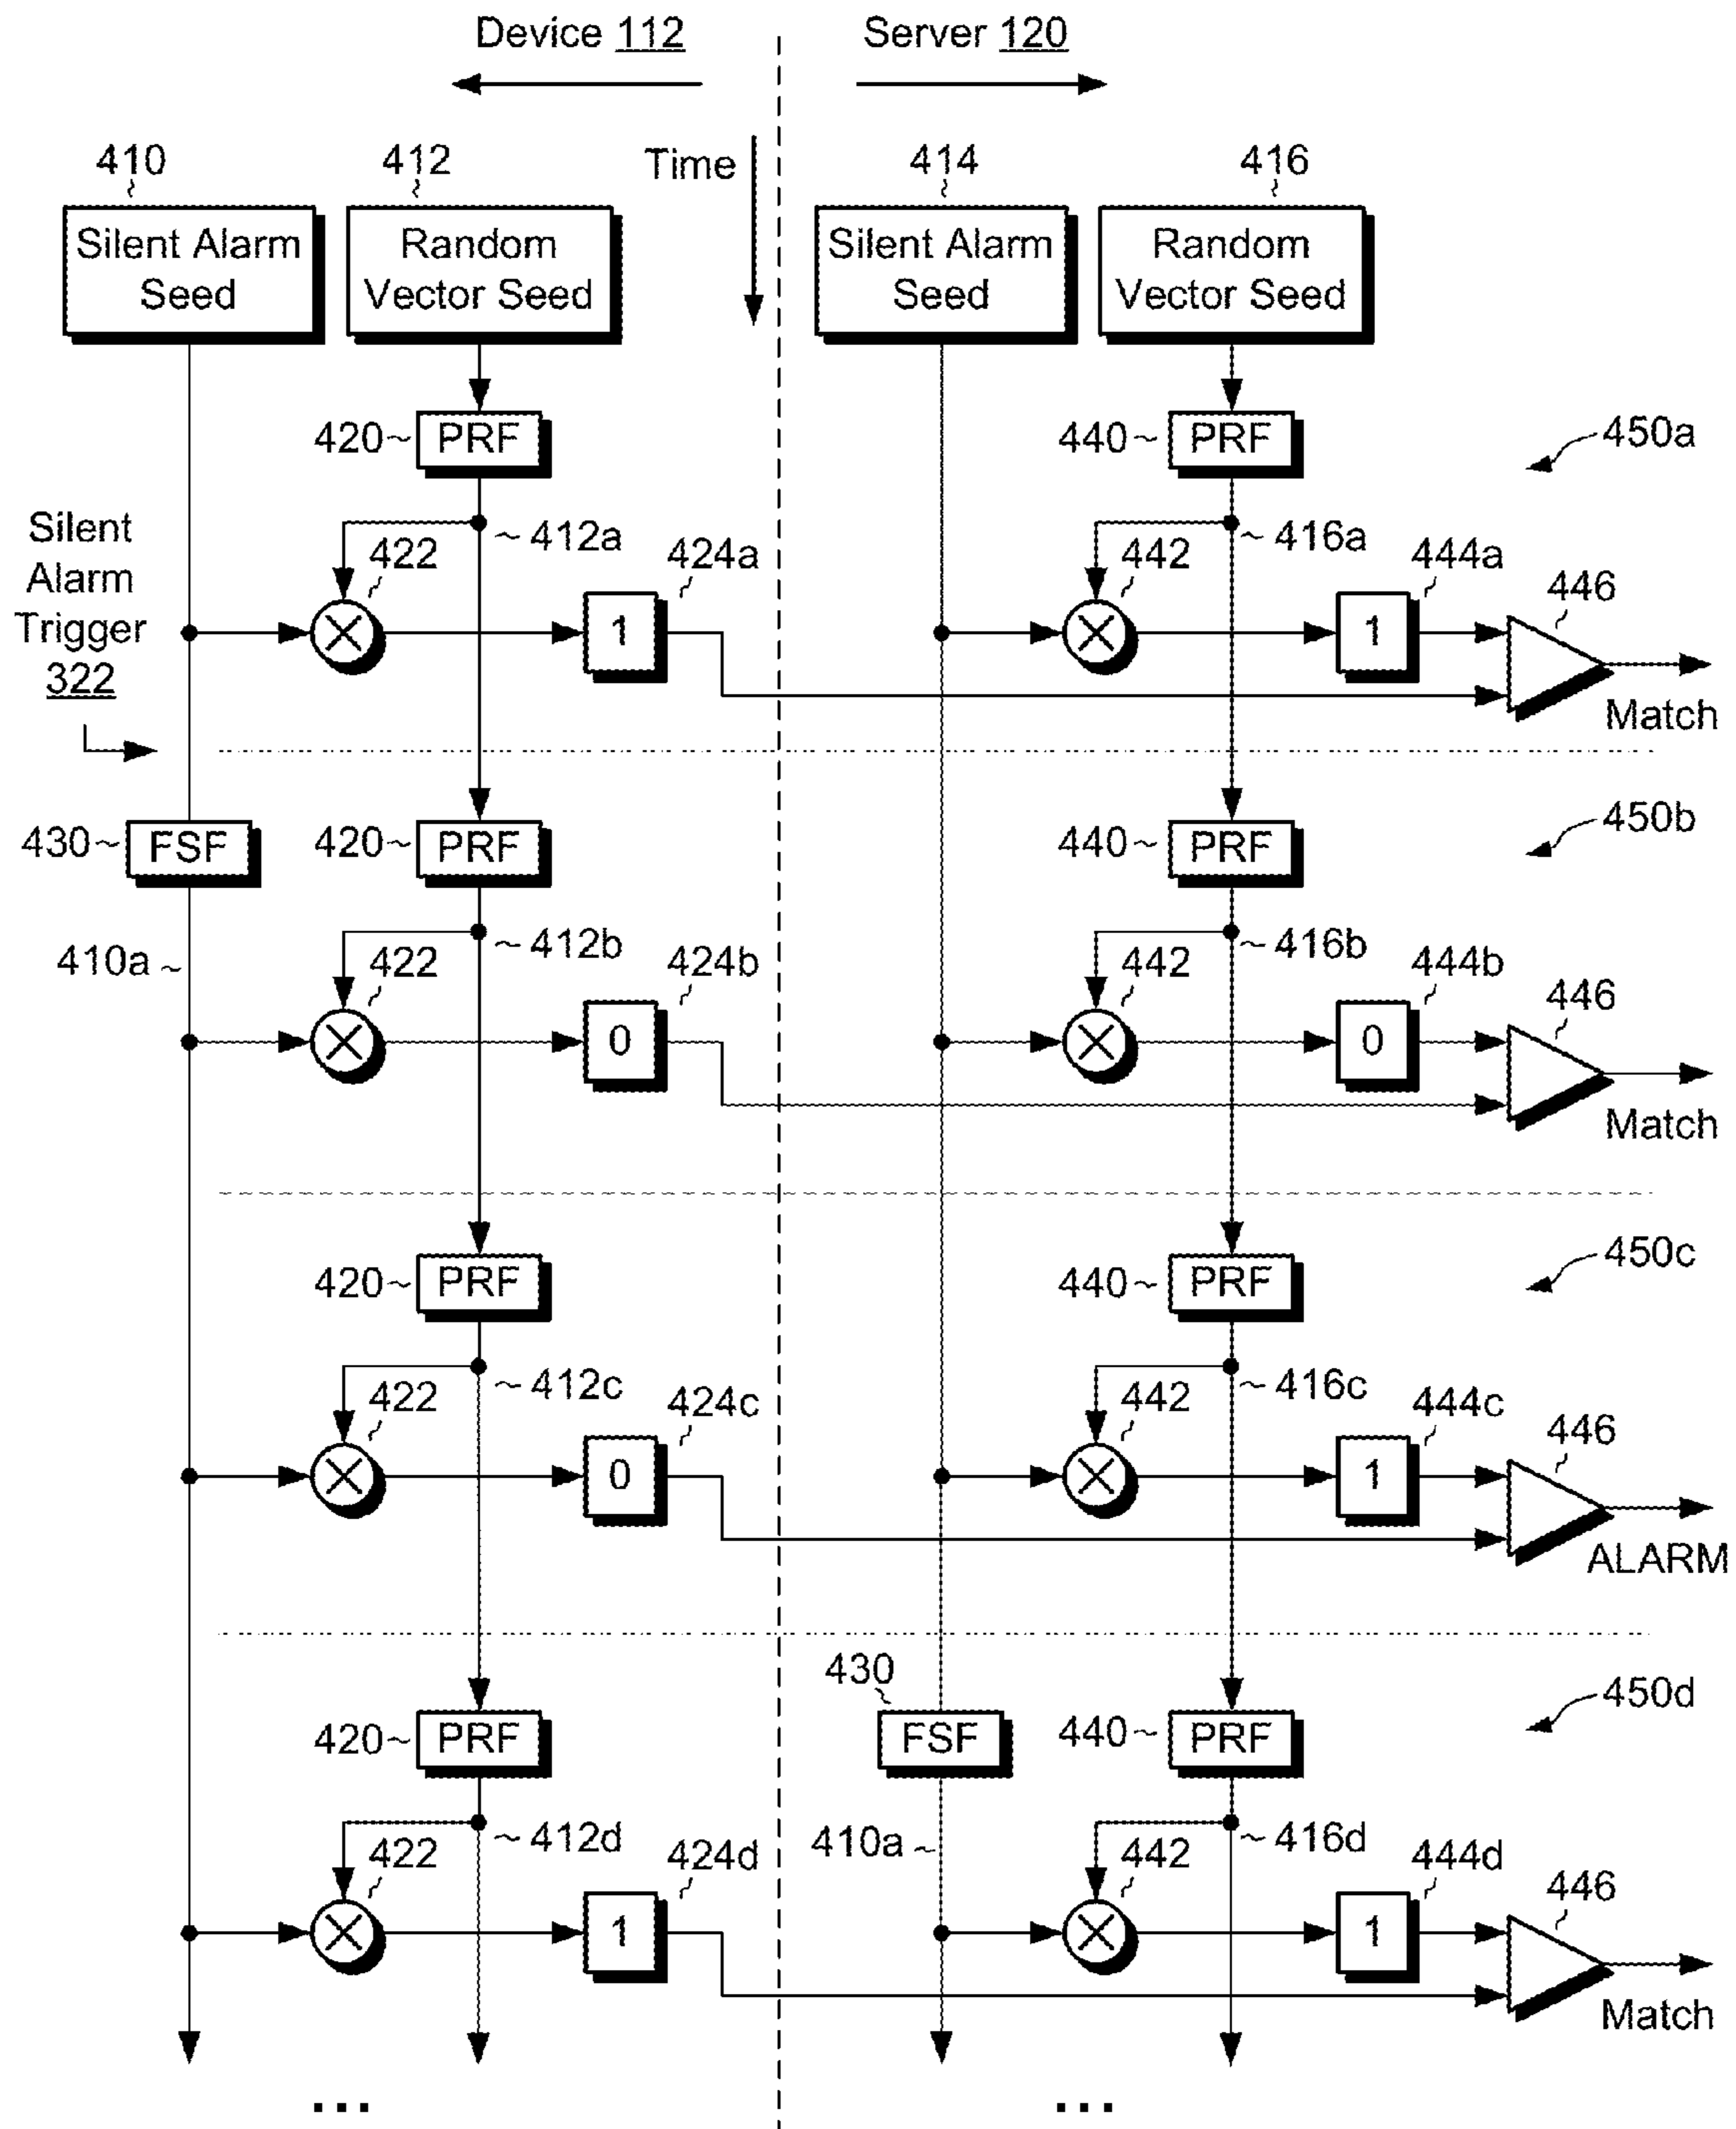 Device 112
Server 120
Time
410
412
414
416
Silent Alarm
Seed
Random
Vector Seed
Silent Alarm
Seed
Random
Vector Seed
420
PRF
440
PRF
450a
Silent
Alarm
Trigger
322
412a
416a
422
424a
442
444a
446
1
1
Match
430
FSF
420
PRF
440
PRF
450b
410a
412b
416b
422
424b
442
444b
446
0
0
Match
420
PRF
440
PRF
450c
412c
416c
422
424c
442
444c
446
0
1
ALARM
430
420
PRF
FSF
440
PRF
450d
412d
410a
416d
422
424d
442
444d
446
1
1
Match
...
...